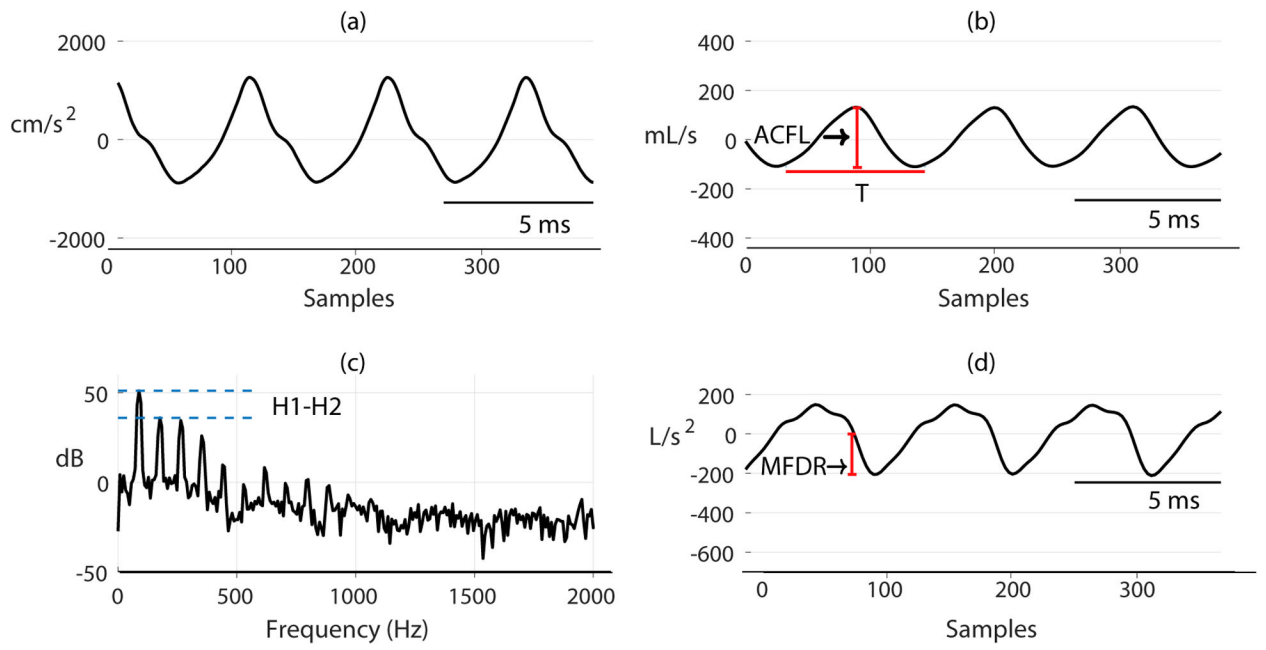 (a)
2000
0
-2000
cm/s2
5 ms
0 100 200 300
Samples
(b)
400
200
0
-200
-400
mL/s
ACFL
T
5 ms
0 100 200 300
Samples
(c)
50
0
-50
dB
H1-H2
0 500 1000 1500 2000
Frequency (Hz)
(d)
200
0
-200
-400
-600
L/s2
MFDR
5 ms
0 100 200 300
Samples